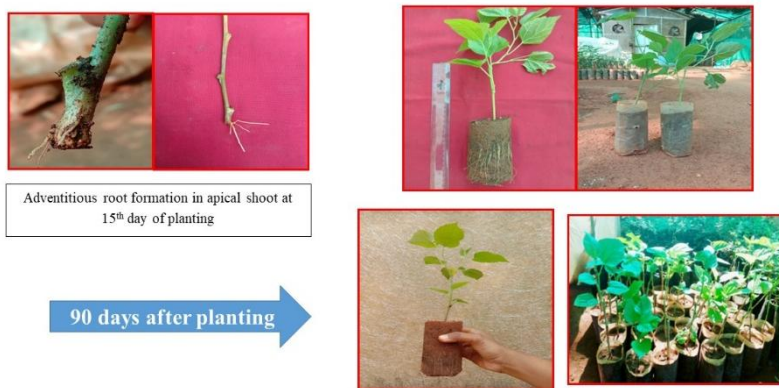 Adventitious root formation in apical shoot at
15th day of planting
90 days after planting